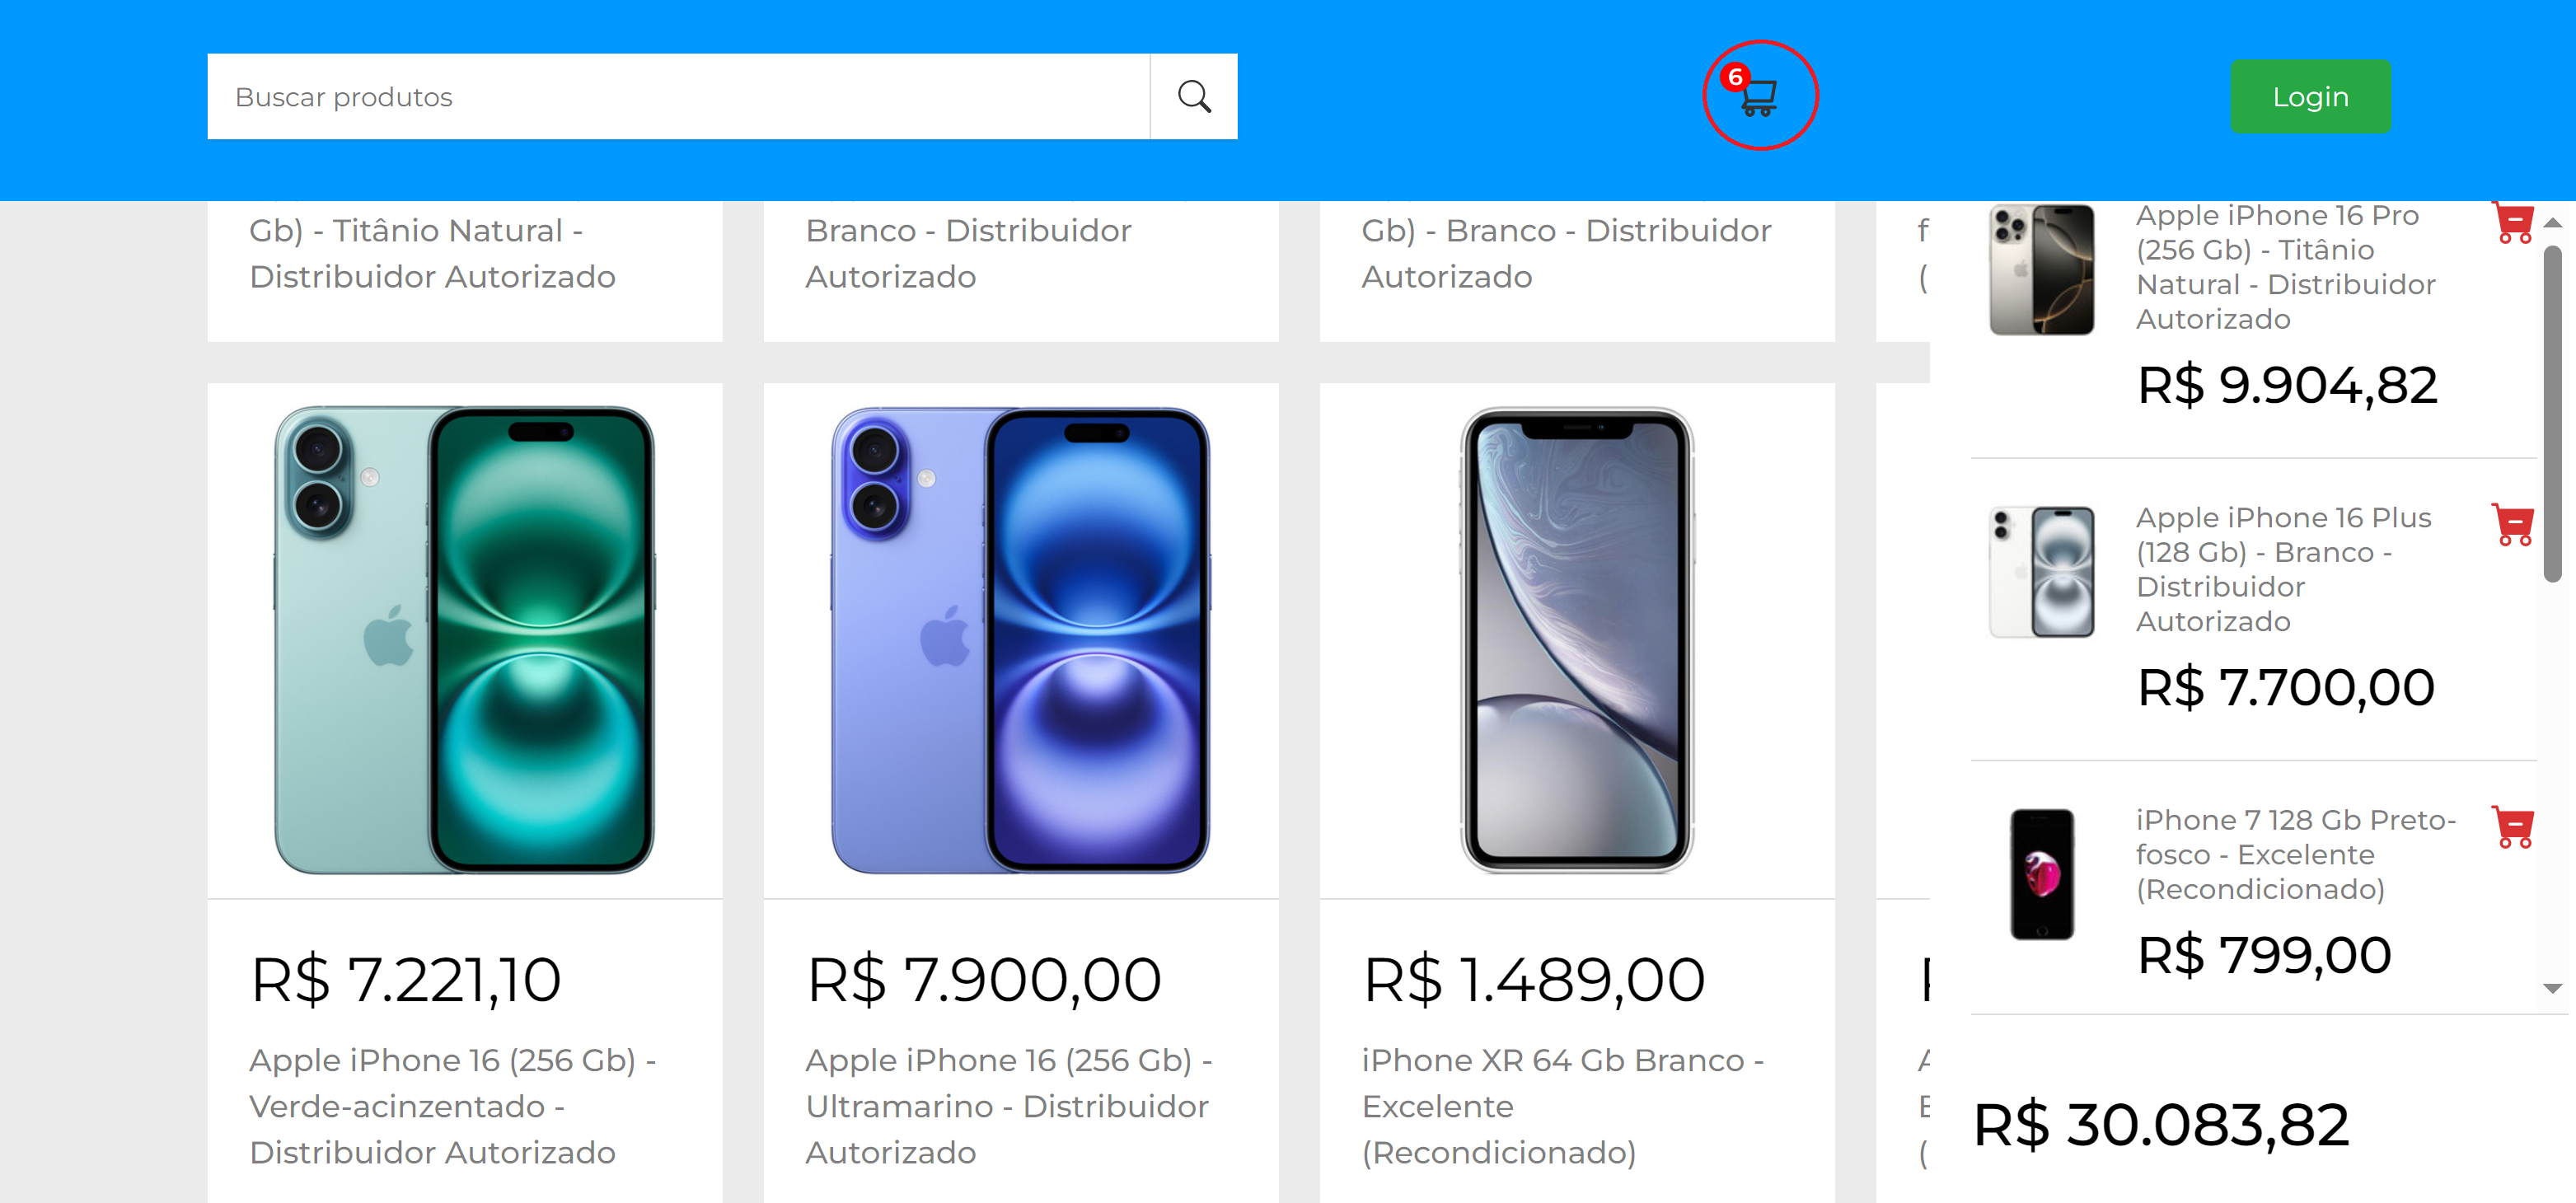 Buscar produtos
6
Login
Gb) - Titânio Natural -
Distribuidor Autorizado
Branco - Distribuidor
Autorizado
Gb) - Branco - Distribuidor
Autorizado
R$ 7.221,10
Apple iPhone 16 (256 Gb) -
Verde-acinzentado -
Distribuidor Autorizado
R$ 7.900,00
Apple iPhone 16 (256 Gb) -
Ultramarino - Distribuidor
Autorizado
R$ 1.489,00
iPhone XR 64 Gb Branco -
Excelente
(Recondicionado)
Apple iPhone 16 Pro
(256 Gb) - Titânio
Natural - Distribuidor
Autorizado
R$ 9.904,82
Apple iPhone 16 Plus
(128 Gb) - Branco -
Distribuidor
Autorizado
R$ 7.700,00
iPhone 7 128 Gb Preto-
fosco - Excelente
(Recondicionado)
R$ 799,00
R$ 30.083,82